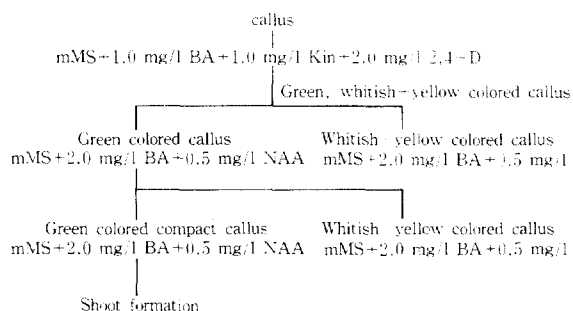 callus
mMS+1.0 mg/l BA+1.0 mg/l Kin+2.0 mg/l 2,4-D
Green, whitish-yellow colored callus
Green colored callus
Whitish-yellow colored callus
mMS+2.0 mg/l BA+0.5 mg/l NAA
mMS+2.0 mg/l BA+0.5 mg/l
Green colored compact callus
Whitish yellow colored callus
mMS+2.0 mg/l BA+0.5 mg/l NAA
mMS+2.0 mg/l BA+0.5 mg/l
Shoot formation